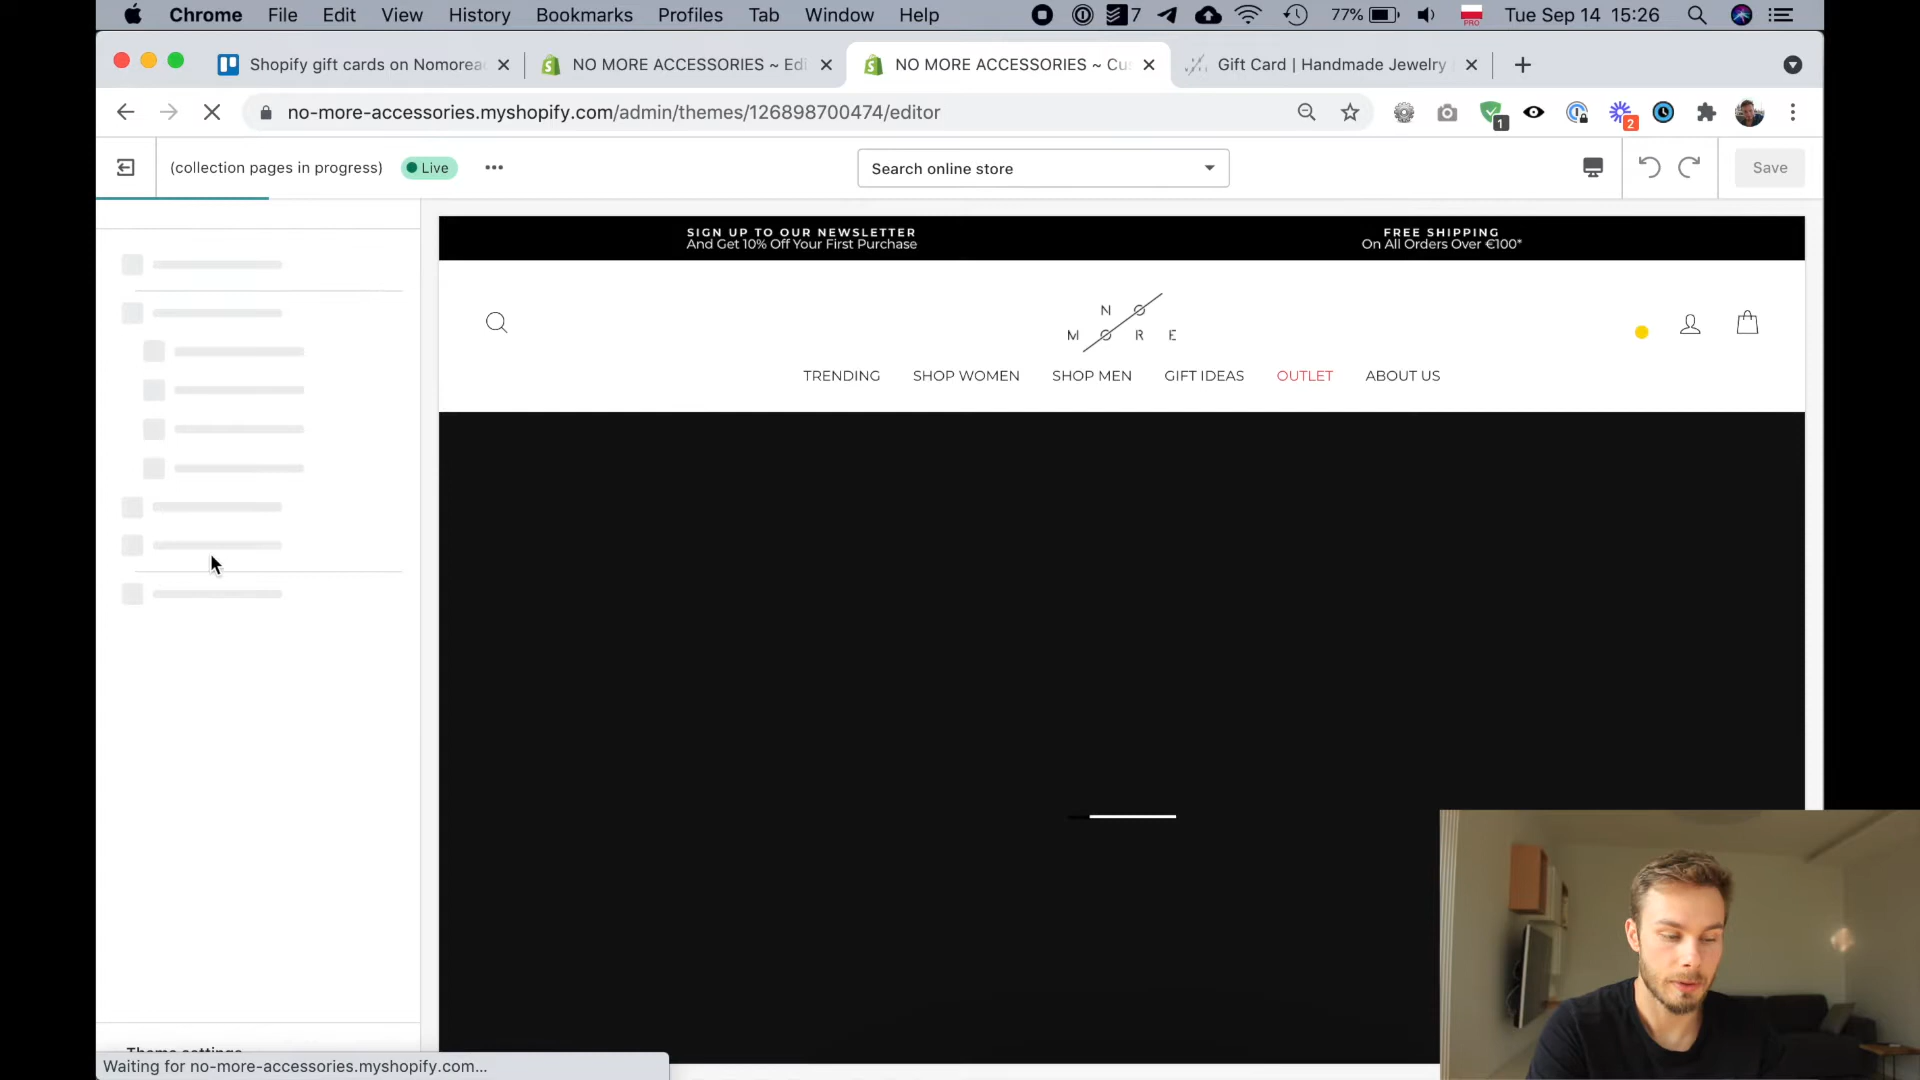 Chrome File Edit View History Bookmarks Profiles Tab Window Help 7 77% PRO Tue Sep 14 15:26
Shopify gift cards on Nomorea
NO MORE ACCESSORIES ~ Edi
NO MORE ACCESSORIES ~ Cu
Gift Card | Handmade Jewelry
no-more-accessories.myshopify.com/admin/themes/126898700474/editor
1
2
(collection pages in progress) Live Search online store Save
SIGN UP TO OUR NEWSLETTER
And Get 10% Off Your First Purchase
FREE SHIPPING
On All Orders Over €100*
N O
M O R E
TRENDING SHOP WOMEN SHOP MEN GIFT IDEAS OUTLET ABOUT US
Theme settings
Waiting for no-more-accessories.myshopify.com...